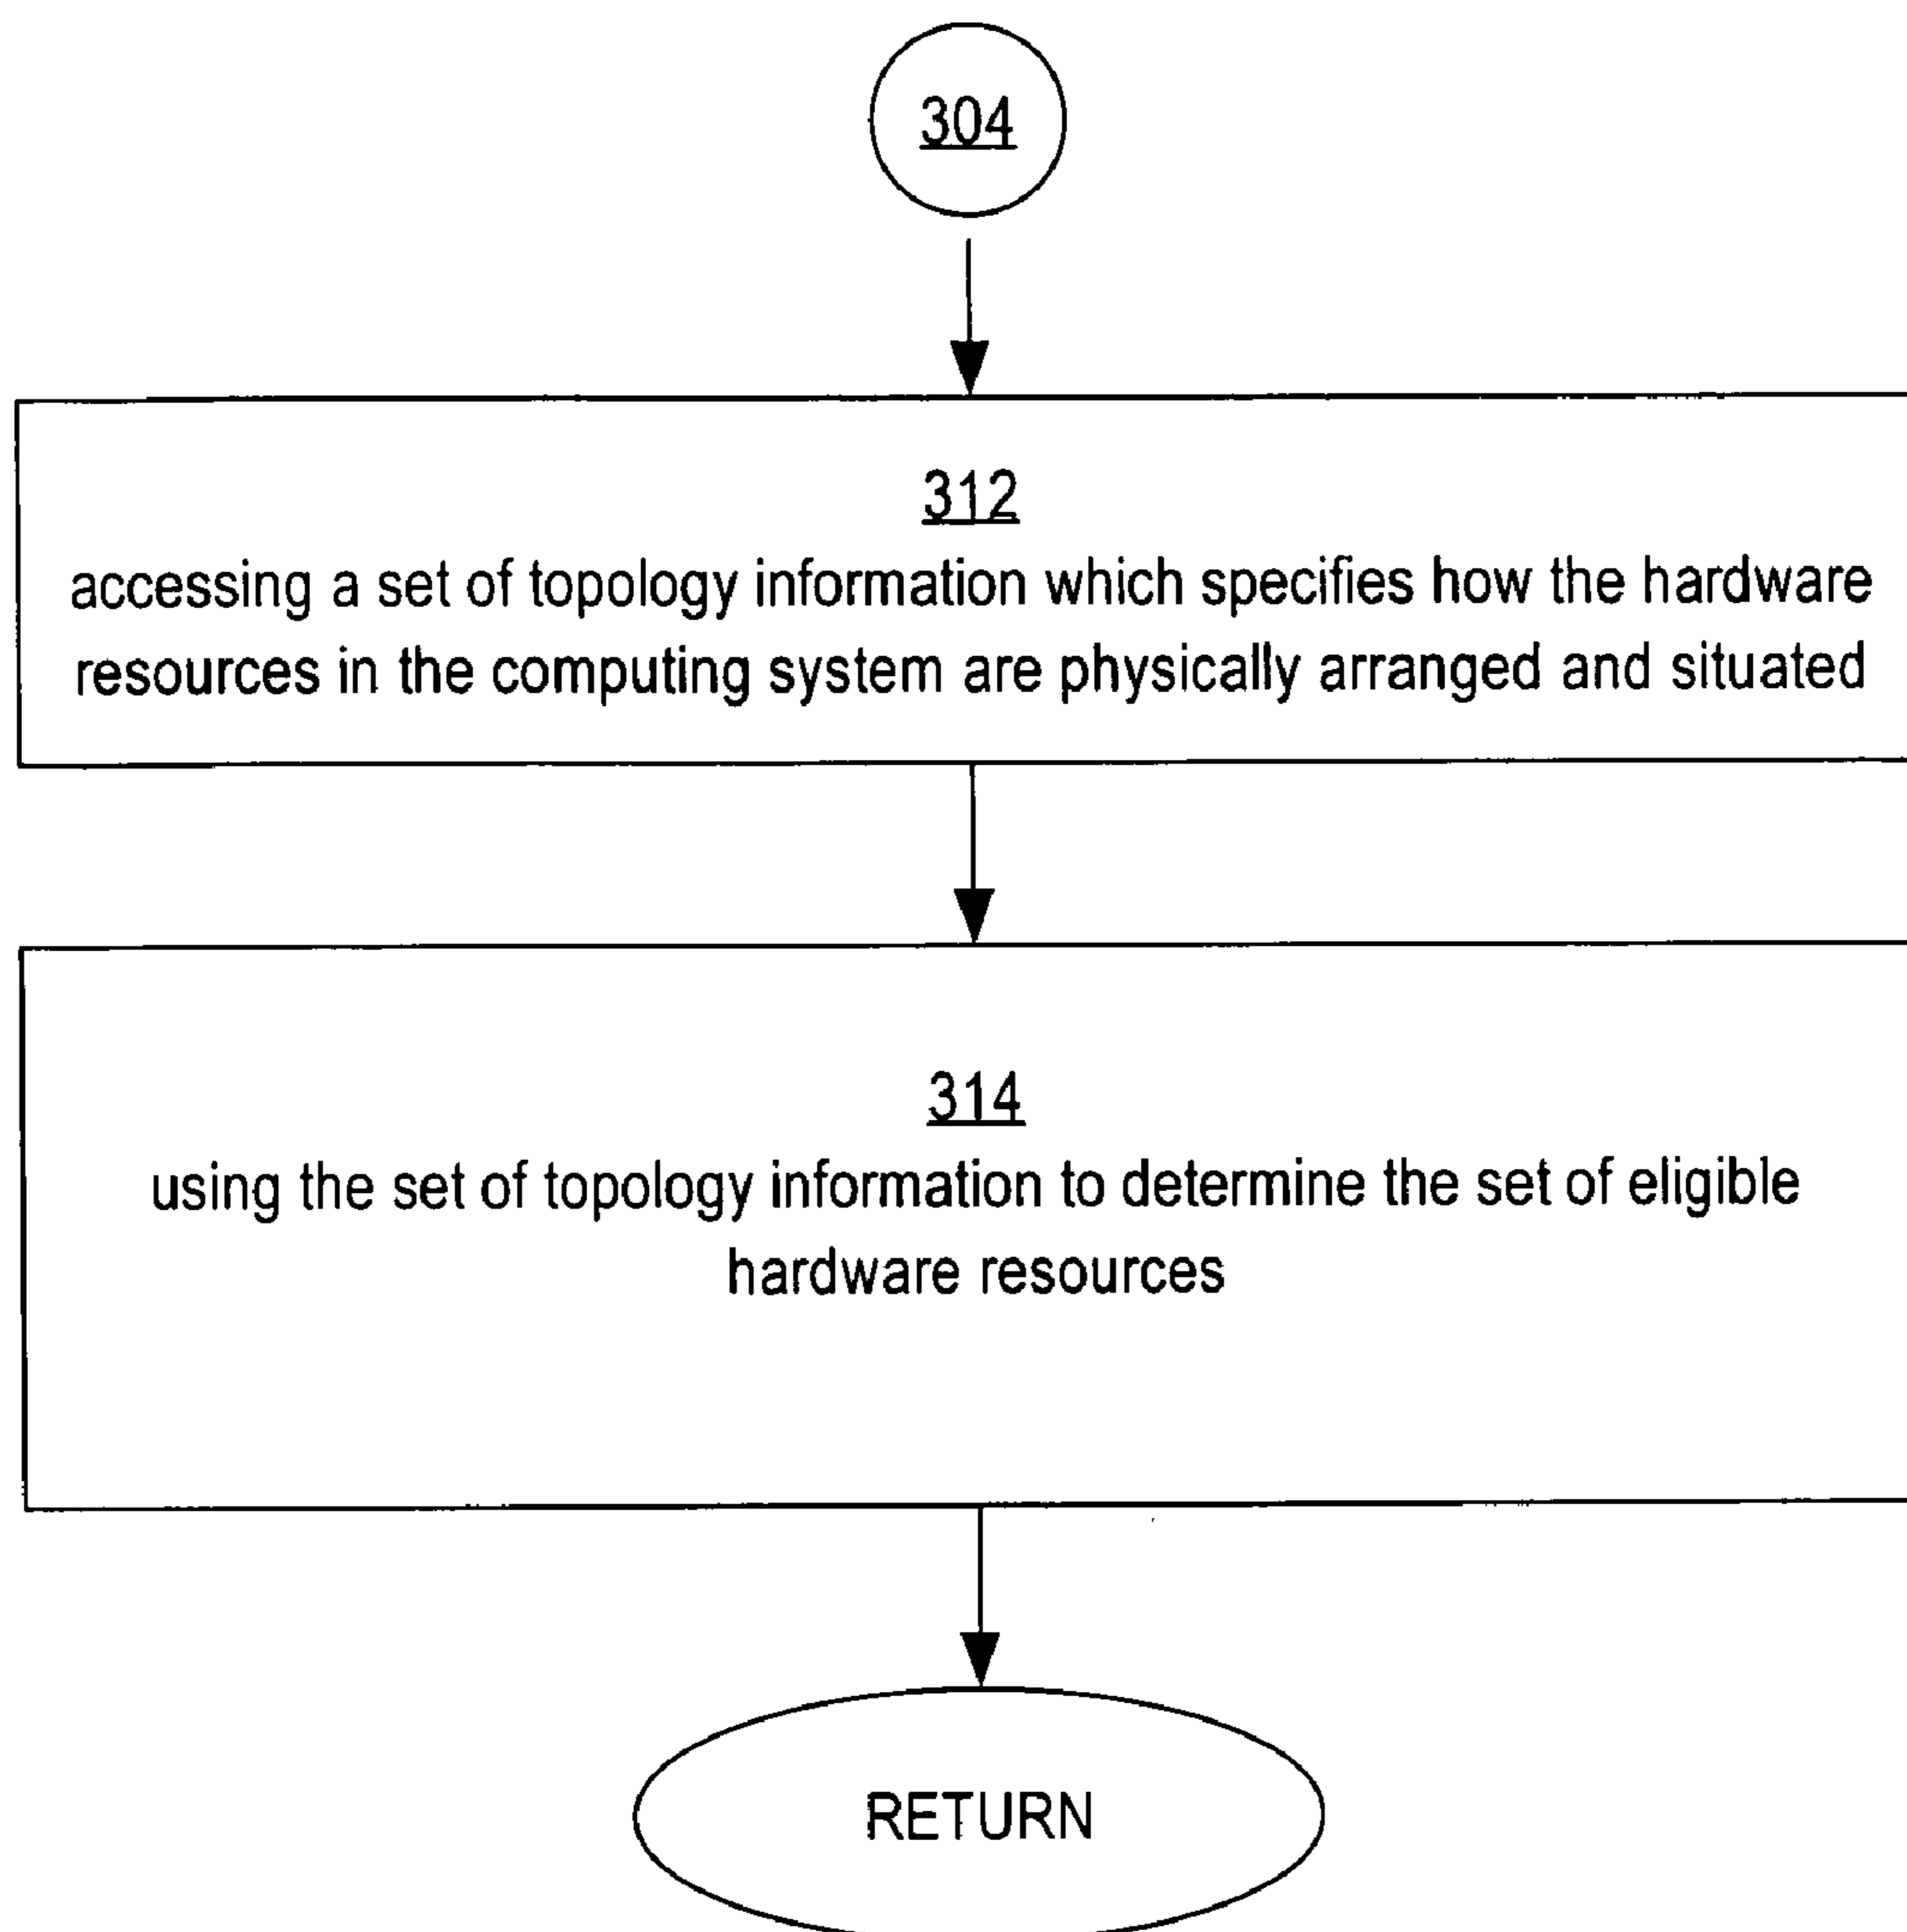 304
312
accessing a set of topology information which specifies how the hardware
resources in the computing system are physically arranged and situated
314
using the set of topology information to determine the set of eligible
hardware resources
RETURN